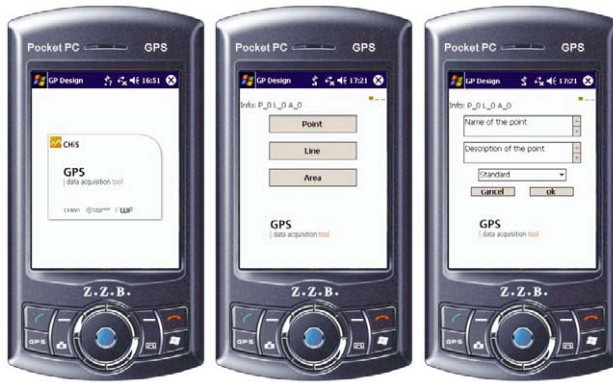 Pocket PC GPS
GP Design 16:51
CHIS
GPS
| data acquisition tool
FWF
Z.Z.B.
GPS
Pocket PC GPS
GP Design 17:21
Info: P_0 L_0 A_0
Point
Line
Area
GPS
| data acquisition tool
Z.Z.B.
GPS
Pocket PC GPS
GP Design 17:21
Info: P_0 L_0 A_0
Name of the point
Description of the point
Standard
cancel ok
GPS
| data acquisition tool
Z.Z.B.
GPS